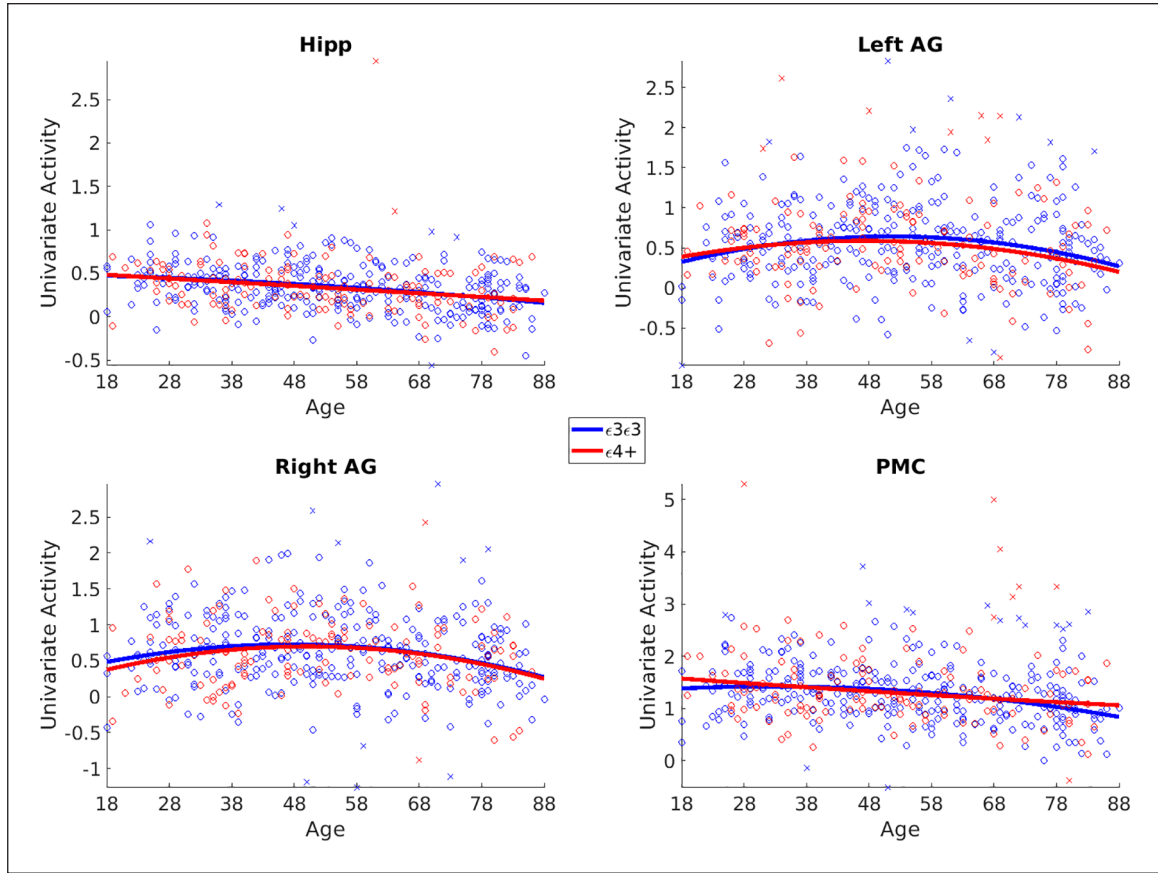 Hipp
Univariate Activity
2.5
2
1.5
1
0.5
0
-0.5
18 28 38 48 58 68 78 88
Age
Left AG
Univariate Activity
2.5
2
1.5
1
0.5
0
-0.5
18 28 38 48 58 68 78 88
Age
ϵ3ϵ3
ϵ4+
Right AG
Univariate Activity
2.5
2
1.5
1
0.5
0
-0.5
-1
18 28 38 48 58 68 78 88
Age
PMC
Univariate Activity
5
4
3
2
1
0
18 28 38 48 58 68 78 88
Age